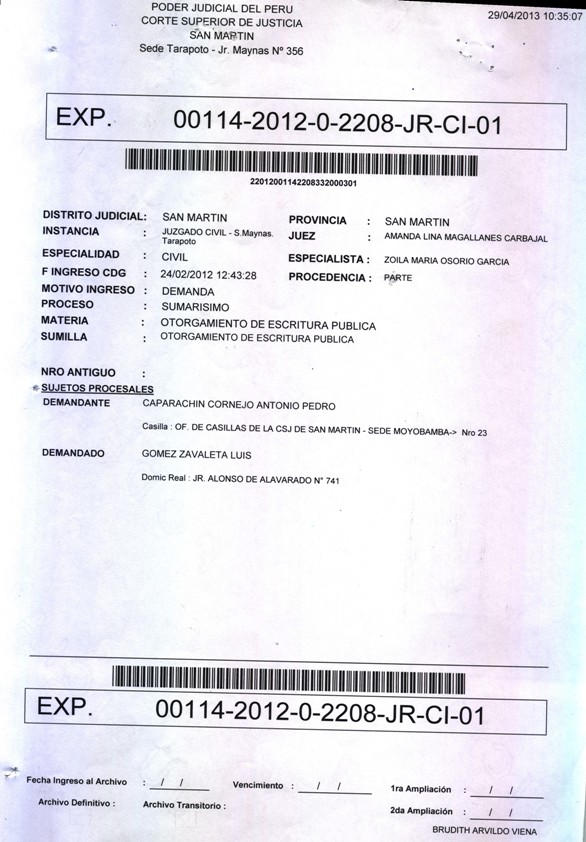 PODER JUDICIAL DEL PERU
CORTE SUPERIOR DE JUSTICIA
SAN MARTIN
Sede Tarapoto - Jr. Maynas Nº 356
29/04/2013 10:35:07
EXP. 00114-2012-0-2208-JR-CI-01
220120011422083320003​01
DISTRITO JUDICIAL: SAN MARTIN PROVINCIA : SAN MARTIN
INSTANCIA : JUZGADO CIVIL - S.Maynas. Tarapoto JUEZ : AMANDA LINA MAGALLANES CARBAJAL
ESPECIALIDAD : CIVIL ESPECIALISTA : ZOILA MARIA OSORIO GARCIA
F INGRESO CDG : 24/02/2012 12:43:28 PROCEDENCIA : PARTE
MOTIVO INGRESO : DEMANDA
PROCESO : SUMARISIMO
MATERIA : OTORGAMIENTO DE ESCRITURA PUBLICA
SUMILLA : OTORGAMIENTO DE ESCRITURA PUBLICA
NRO ANTIGUO :
SUJETOS PROCESALES
DEMANDANTE CAPARACHIN CORNEJO ANTONIO PEDRO
Casilla : OF. DE CASILLAS DE LA CSJ DE SAN MARTIN - SEDE MOYOBAMBA-> Nro 23
DEMANDADO GOMEZ ZAVALETA LUIS
Domic Real : JR. ALONSO DE ALAVARADO N° 741
EXP. 00114-2012-0-2208-JR-CI-01
Fecha Ingreso al Archivo : / / Vencimiento : / / 1ra Ampliación : / /
Archivo Definitivo : Archivo Transitorio : 2da Ampliación : / /
BRUDITH ARVILDO VIENA